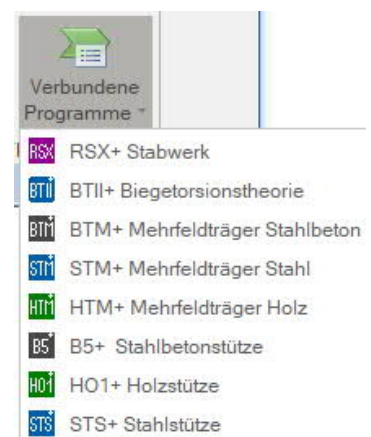 Verbundene
Programme
RSX RSX+ Stabwerk
BTII BTII+ Biegetorsionstheorie
BTM BTM+ Mehrfeldträger Stahlbeton
STM STM+ Mehrfeldträger Stahl
HTM HTM+ Mehrfeldträger Holz
B5 B5+ Stahlbetonstütze
HO1 HO1+ Holzstütze
STS STS+ Stahlstütze